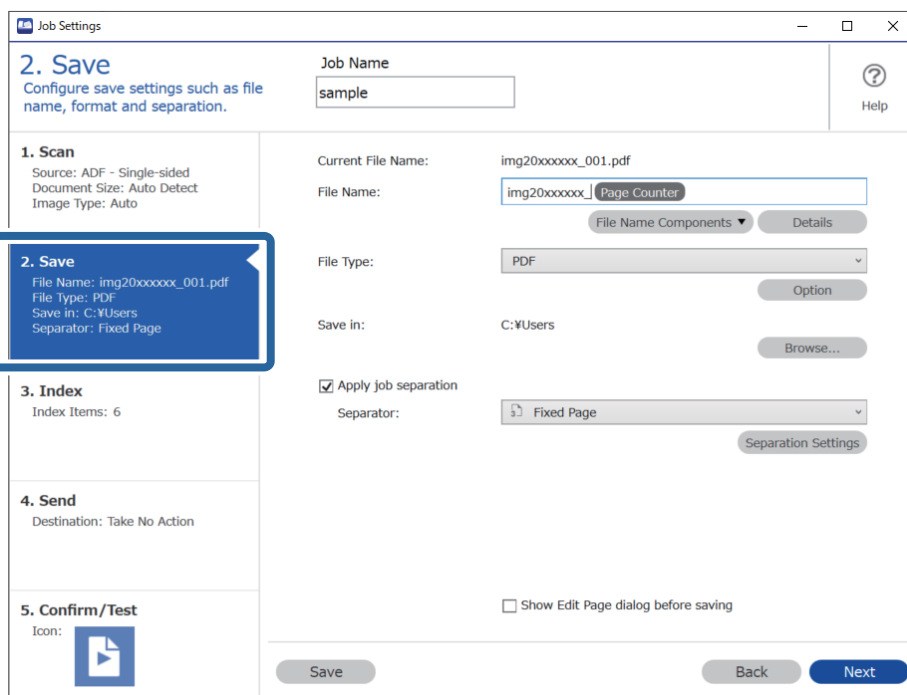 Job Settings
2. Save
Configure save settings such as file
name, format and separation.
Job Name
sample
?
Help
1. Scan
Source: ADF - Single-sided
Document Size: Auto Detect
Image Type: Auto
2. Save
File Name: img20xxxxxx_001.pdf
File Type: PDF
Save in: C:¥Users
Separator: Fixed Page
3. Index
Index Items: 6
4. Send
Destination: Take No Action
5. Confirm/Test
Icon:
Current File Name: img20xxxxxx_001.pdf
File Name: img20xxxxxx_ Page Counter
File Name Components ▼ Details
File Type: PDF
Option
Save in: C:¥Users
Browse...
Apply job separation
Separator: Fixed Page
Separation Settings
Show Edit Page dialog before saving
Save Back Next